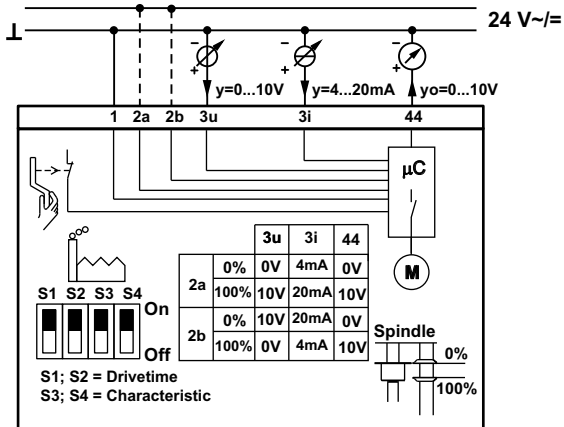 24 V~/=
⊥
− − −
+ + +
y=0...10V y=4...20mA yo=0...10V
1 2a 2b 3u 3i 44
µC
M
3u 3i 44
2a 0% 0V 4mA 0V
100% 10V 20mA 10V
2b 0% 10V 20mA 0V
100% 0V 4mA 10V
S1 S2 S3 S4
On
Off
S1; S2 = Drivetime
S3; S4 = Characteristic
Spindle
0%
100%